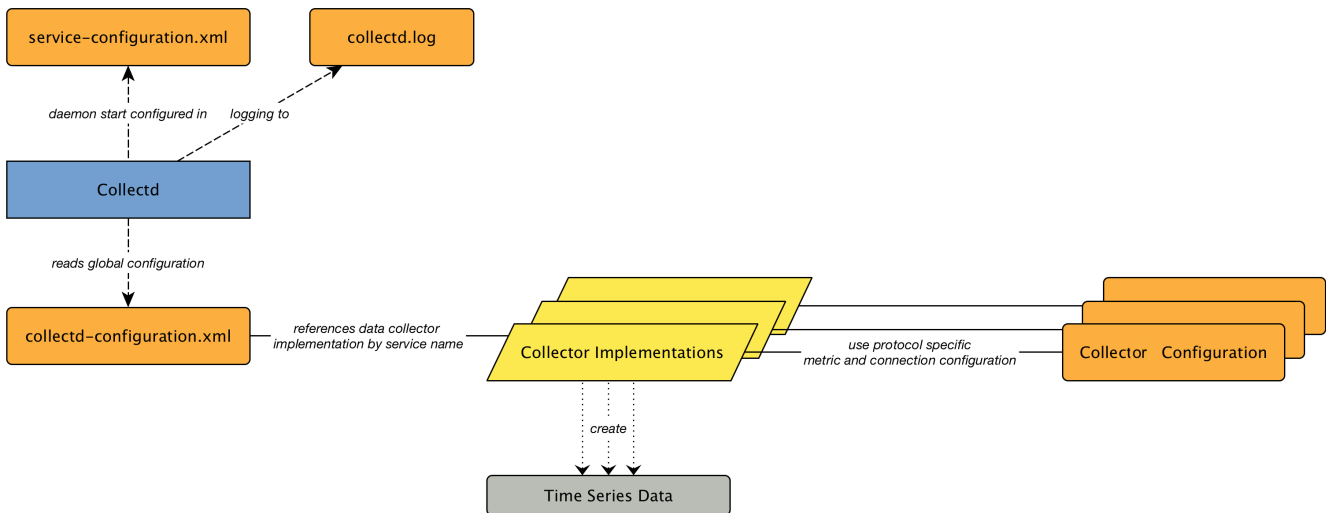 service-configuration.xml
collectd.log
daemon start configured in
logging to
Collectd
reads global configuration
collectd-configuration.xml
references data collector
implementation by service name
Collector Implementations
use protocol specific
metric and connection configuration
Collector Configuration
create
Time Series Data